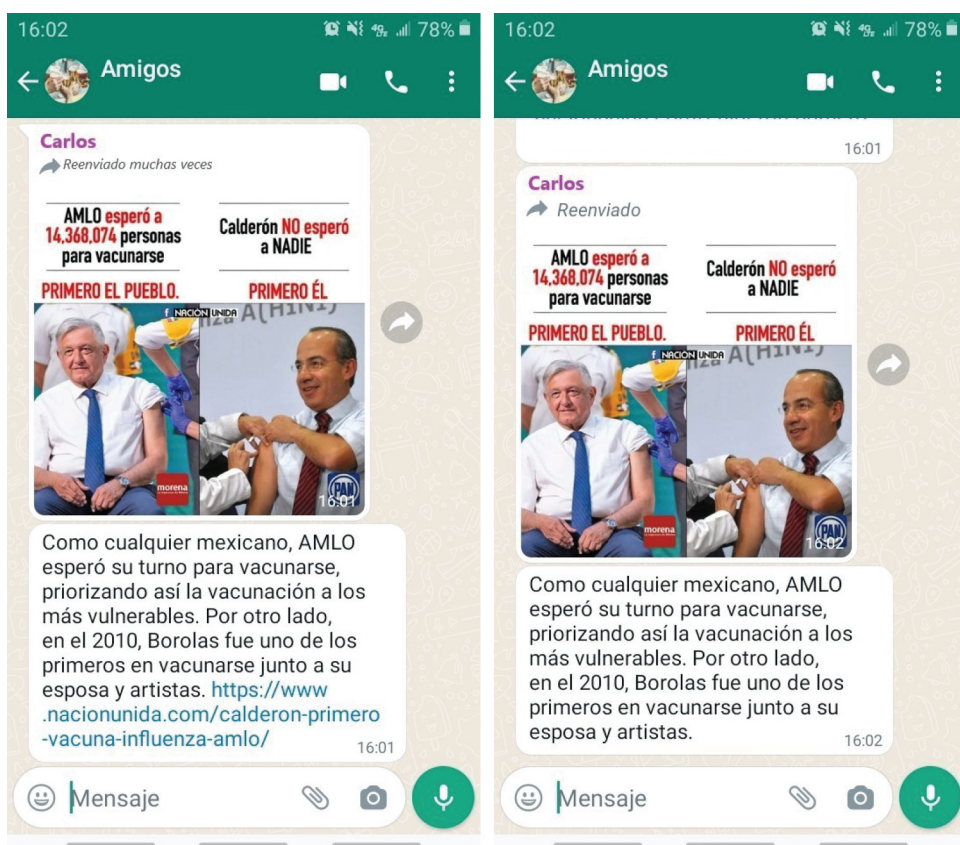 16:02
4g 78%
Amigos
Carlos
Reenviado muchas veces
AMLO esperó a
14,368,074 personas
para vacunarse
Calderón NO esperó
a NADIE
PRIMERO EL PUEBLO.
PRIMERO ÉL
f NACIÓN UNIDA
nza A(H1N1)
morena
PAN
16:01
Como cualquier mexicano, AMLO
esperó su turno para vacunarse,
priorizando así la vacunación a los
más vulnerables. Por otro lado,
en el 2010, Borolas fue uno de los
primeros en vacunarse junto a su
esposa y artistas. https://www
.nacionunida.com/calderon-primero
-vacuna-influenza-amlo/
16:01
Mensaje
16:02
4g 78%
Amigos
16:01
Carlos
Reenviado
AMLO esperó a
14,368,074 personas
para vacunarse
Calderón NO esperó
a NADIE
PRIMERO EL PUEBLO.
PRIMERO ÉL
f NACIÓN UNIDA
nza A(H1N1)
morena
PAN
16:02
Como cualquier mexicano, AMLO
esperó su turno para vacunarse,
priorizando así la vacunación a los
más vulnerables. Por otro lado,
en el 2010, Borolas fue uno de los
primeros en vacunarse junto a su
esposa y artistas.
16:02
Mensaje